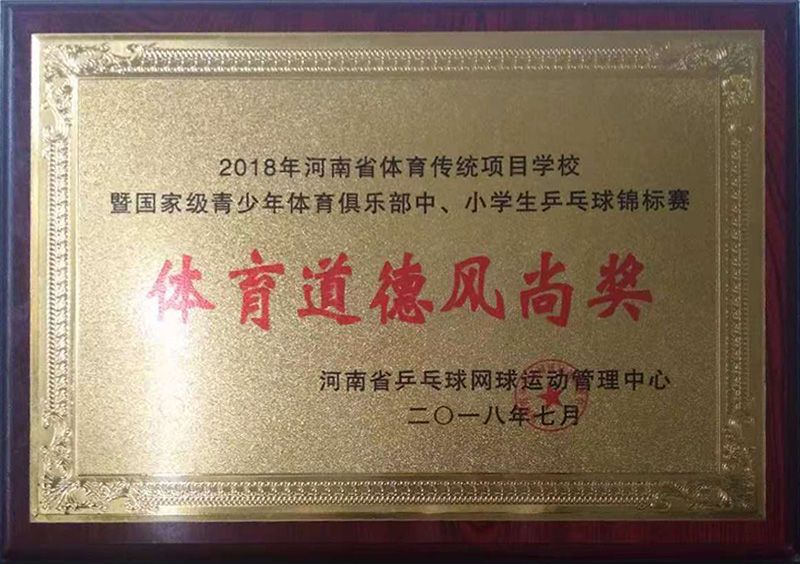 2018年河南省体育传统项目学校
暨国家级青少年体育俱乐部中、小学生乒乓球锦标赛
体育道德风尚奖
河南省乒乓球网球运动管理中心
二〇一八年七月